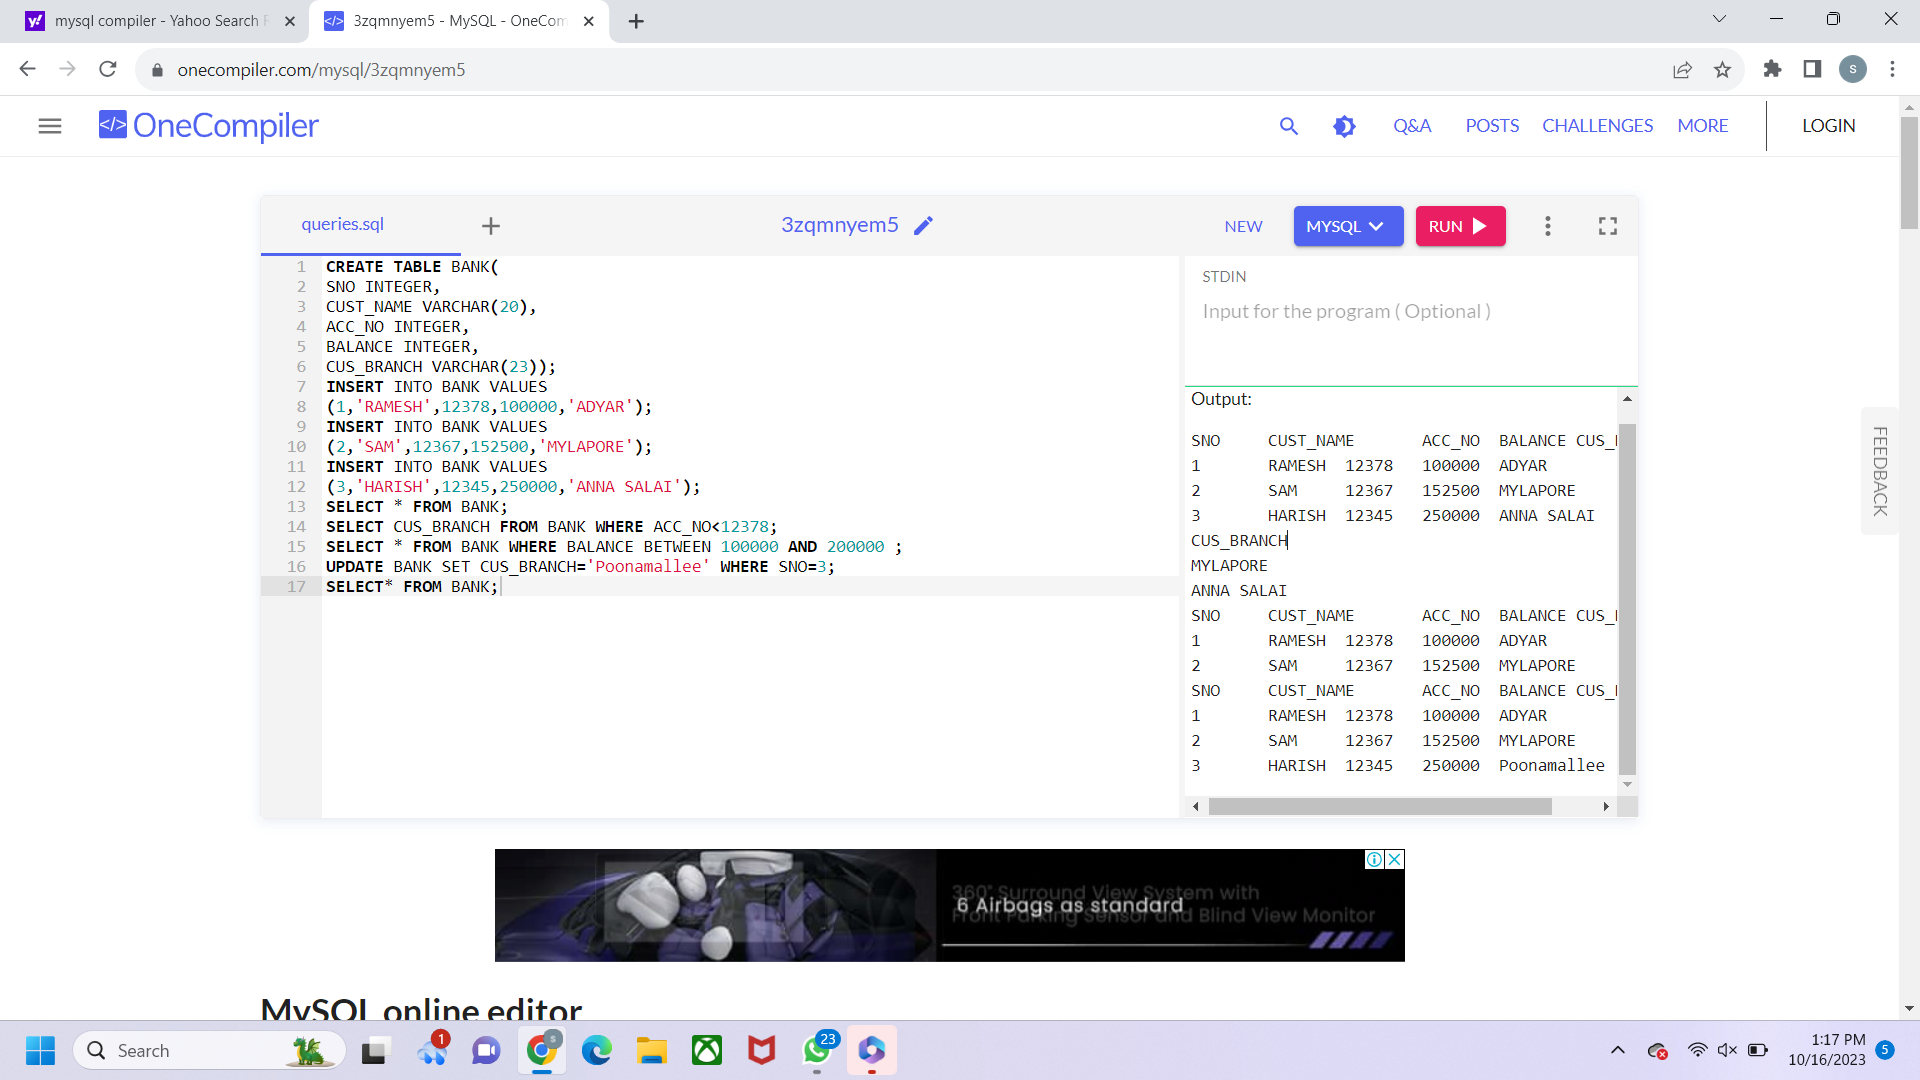 mysql compiler - Yahoo Search R
3zqmnyem5 - MySQL - OneCom
onecompiler.com/mysql/3zqmnyem5
S
</> OneCompiler
Q&A POSTS CHALLENGES MORE LOGIN
queries.sql
3zqmnyem5
NEW MYSQL RUN
1 CREATE TABLE BANK(
2 SNO INTEGER,
3 CUST_NAME VARCHAR(20),
4 ACC_NO INTEGER,
5 BALANCE INTEGER,
6 CUS_BRANCH VARCHAR(23));
7 INSERT INTO BANK VALUES
8 (1,'RAMESH',12378,100000,'ADYAR');
9 INSERT INTO BANK VALUES
10 (2,'SAM',12367,152500,'MYLAPORE');
11 INSERT INTO BANK VALUES
12 (3,'HARISH',12345,250000,'ANNA SALAI');
13 SELECT * FROM BANK;
14 SELECT CUS_BRANCH FROM BANK WHERE ACC_NO<12378;
15 SELECT * FROM BANK WHERE BALANCE BETWEEN 100000 AND 200000 ;
16 UPDATE BANK SET CUS_BRANCH='Poonamallee' WHERE SNO=3;
17 SELECT* FROM BANK;
STDIN
Input for the program ( Optional )
Output:
SNO CUST_NAME ACC_NO BALANCE CUS_
1 RAMESH 12378 100000 ADYAR
2 SAM 12367 152500 MYLAPORE
3 HARISH 12345 250000 ANNA SALAI
CUS_BRANCH
MYLAPORE
ANNA SALAI
SNO CUST_NAME ACC_NO BALANCE CUS_
1 RAMESH 12378 100000 ADYAR
2 SAM 12367 152500 MYLAPORE
SNO CUST_NAME ACC_NO BALANCE CUS_
1 RAMESH 12378 100000 ADYAR
2 SAM 12367 152500 MYLAPORE
3 HARISH 12345 250000 Poonamallee
FEEDBACK
360° Surround View System with
6 Airbags as standard
Front Parking Sensor and Blind View Monitor
MySQL online editor
Search
1
S
23
1:17 PM
10/16/2023
5